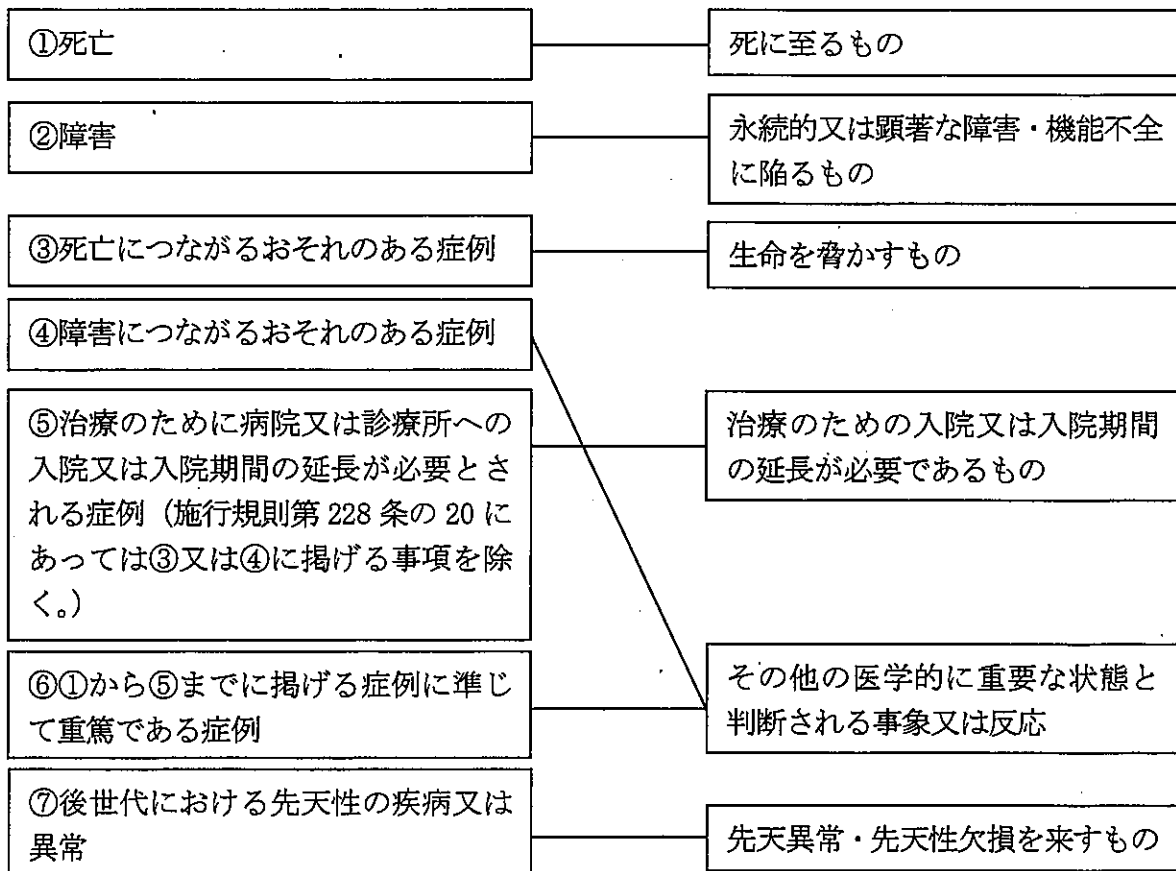 ①死亡
死に至るもの
②障害
永続的又は顕著な障害・機能不全
に陥るもの
③死亡につながるおそれのある症例
生命を脅かすもの
④障害につながるおそれのある症例
⑤治療のために病院又は診療所への
入院又は入院期間の延長が必要とさ
れる症例（施行規則第 228 条の 20 に
あっては③又は④に掲げる事項を除
く。）
治療のための入院又は入院期間
の延長が必要であるもの
⑥①から⑤までに掲げる症例に準じ
て重篤である症例
その他の医学的に重要な状態と
判断される事象又は反応
⑦後世代における先天性の疾病又は
異常
先天異常・先天性欠損を来すもの